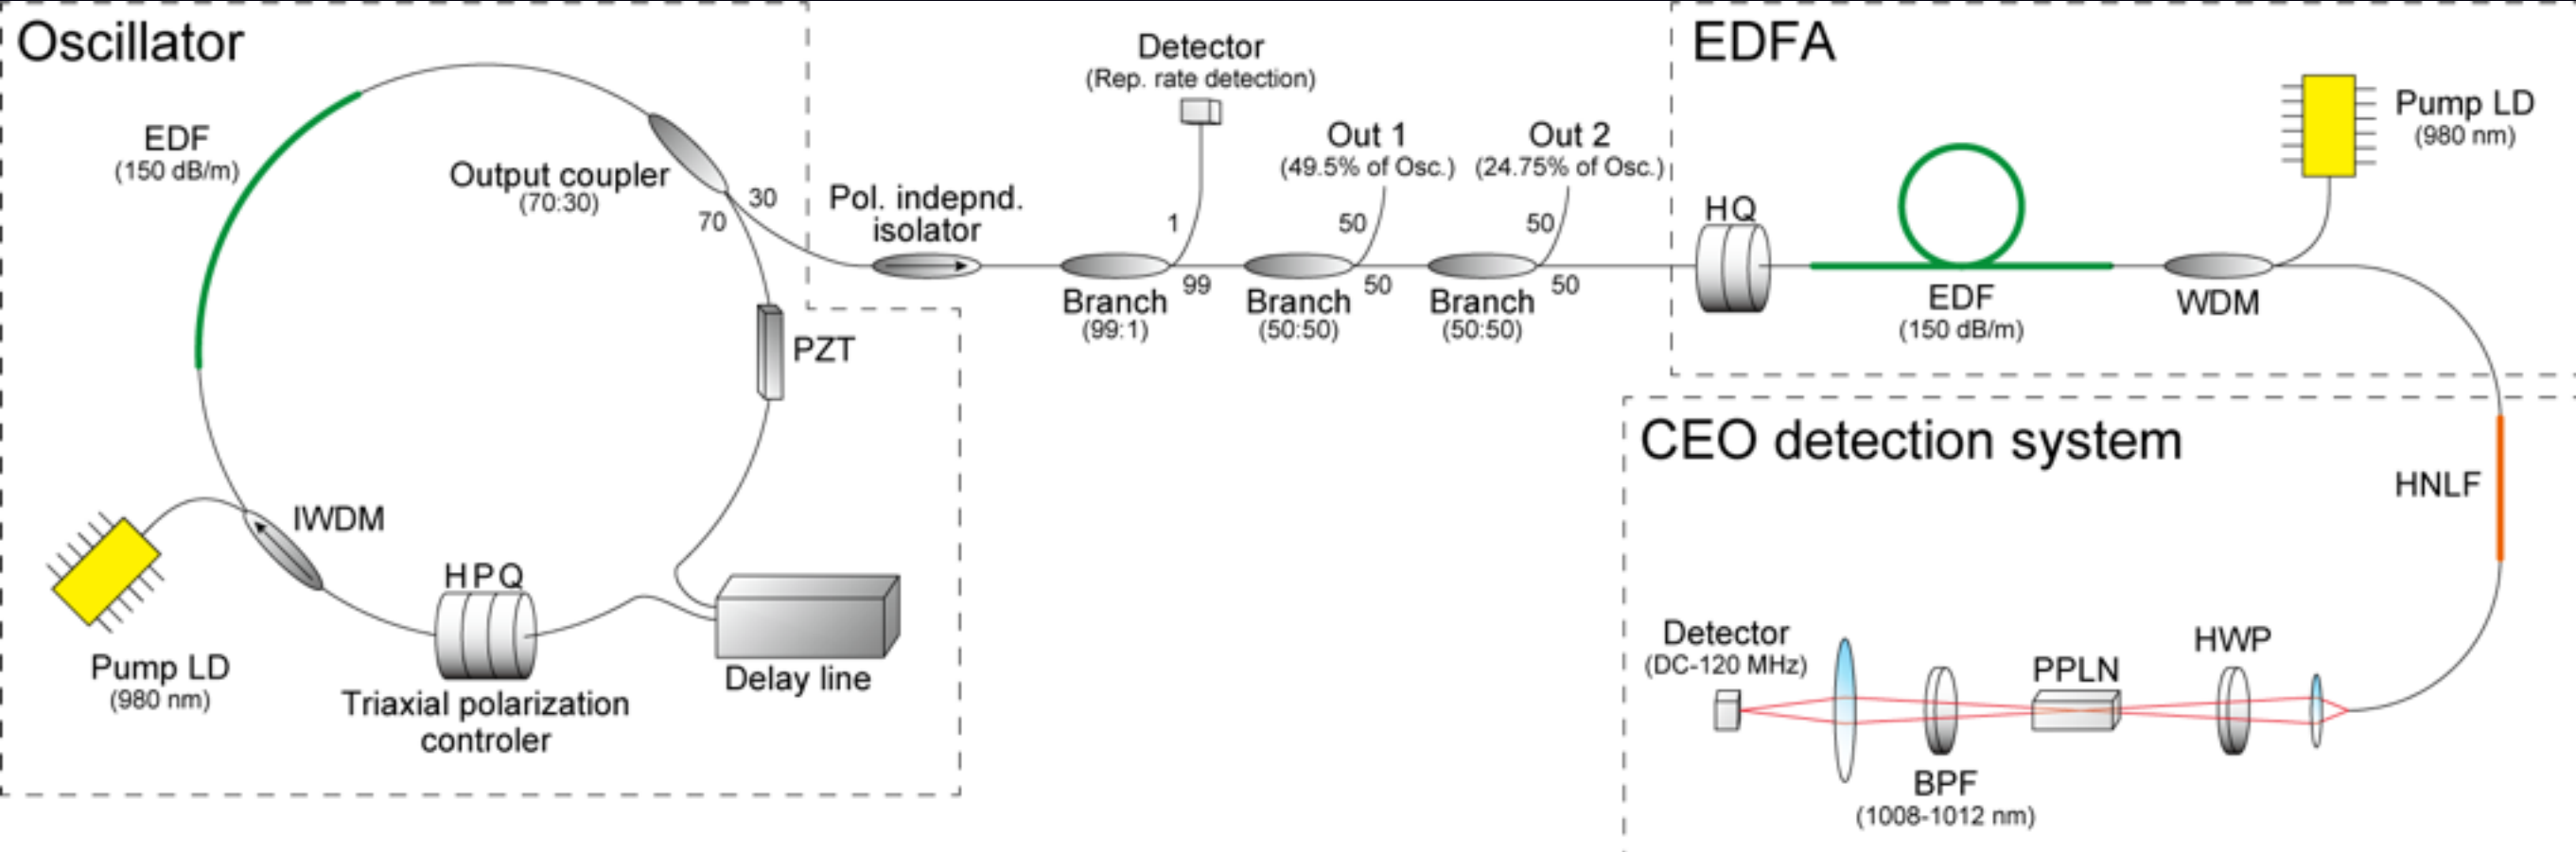 Oscillator
EDF
(150 dB/m)
Output coupler
(70:30)
30
70
PZT
IWDM
Pump LD
(980 nm)
H P Q
Triaxial polarization
controler
Delay line
Pol. indepnd.
isolator
Detector
(Rep. rate detection)
1
99
Branch
(99:1)
Out 1
(49.5% of Osc.)
50
50
Branch
(50:50)
Out 2
(24.75% of Osc.)
50
50
Branch
(50:50)
EDFA
H Q
EDF
(150 dB/m)
WDM
Pump LD
(980 nm)
CEO detection system
HNLF
Detector
(DC-120 MHz)
BPF
(1008-1012 nm)
PPLN
HWP